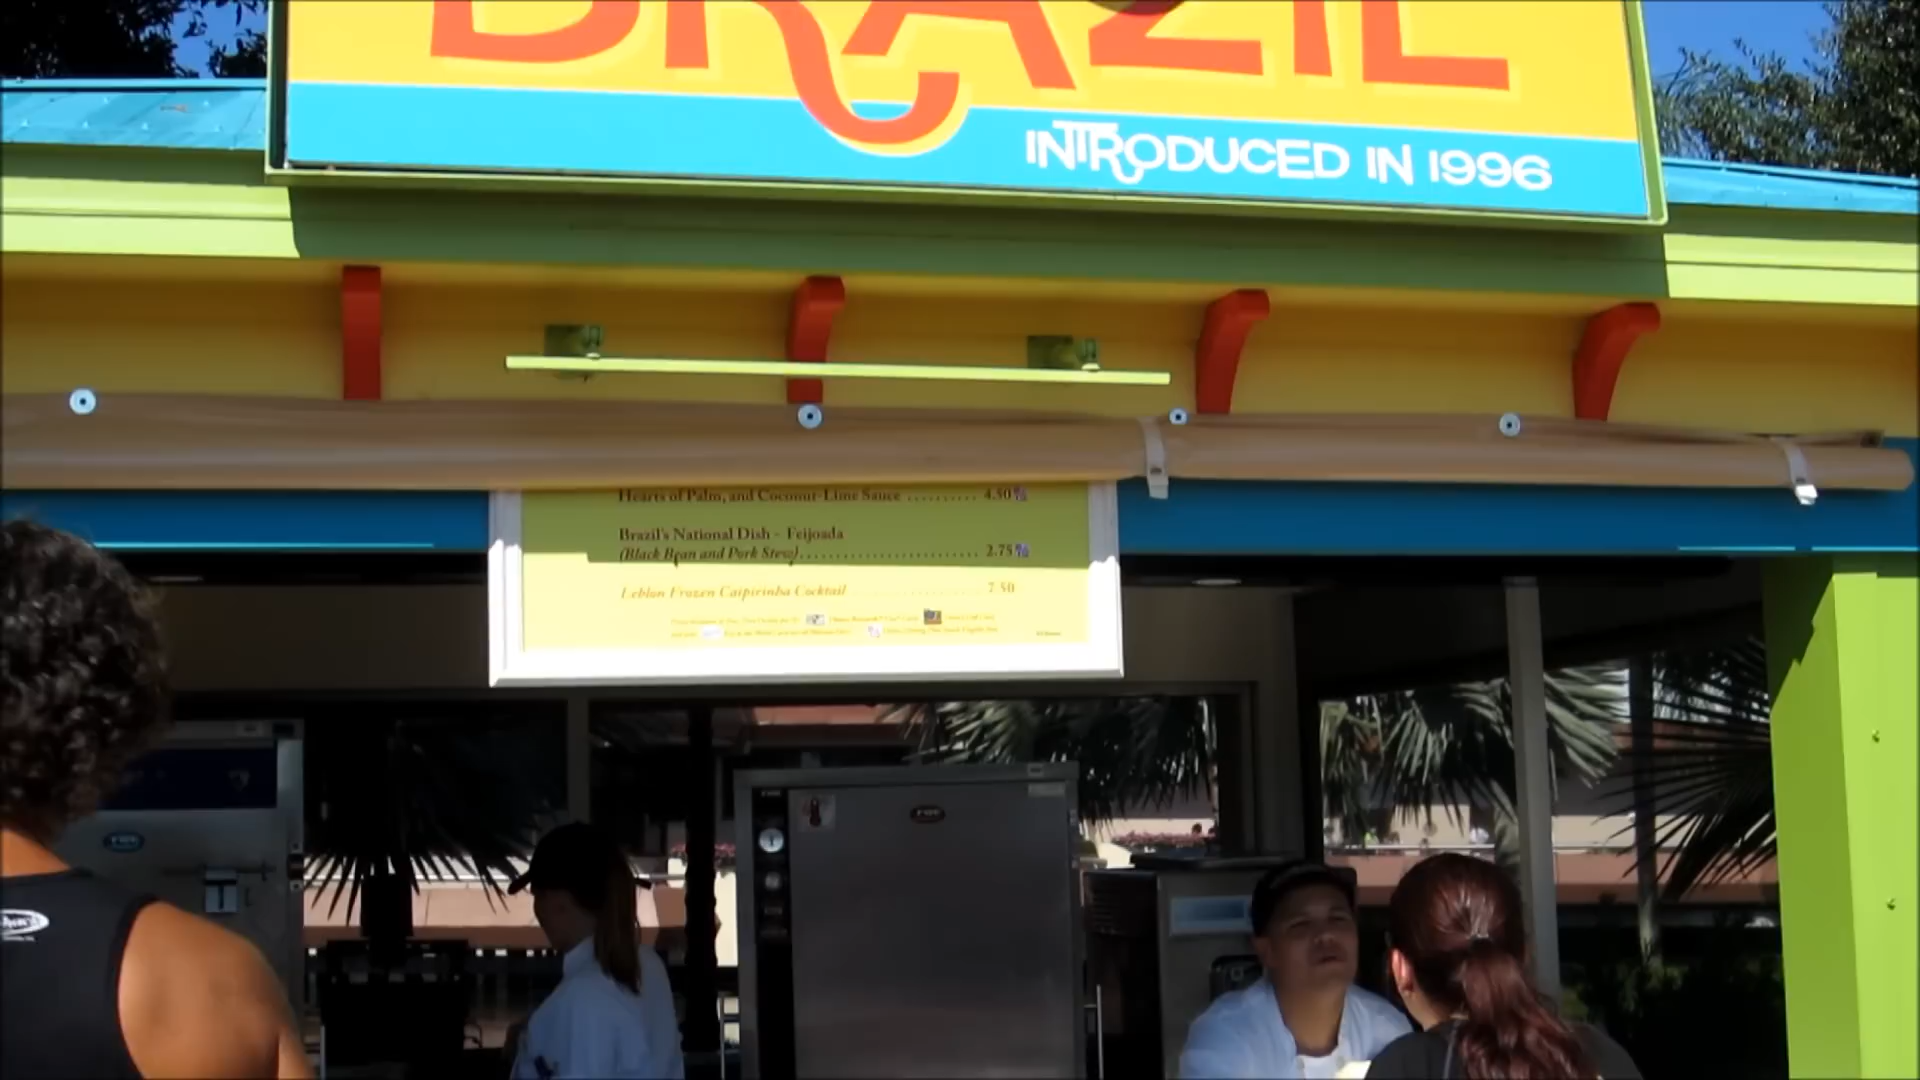 BRAZIL
INTRODUCED IN 1996
Hearts of Palm, and Coconut-Lime Sauce .......... 4.50
Brazil's National Dish - Feijoada
(Black Bean and Pork Stew)......................... 2.75
Leblon Frozen Caipirinha Cocktail .................... 7.50